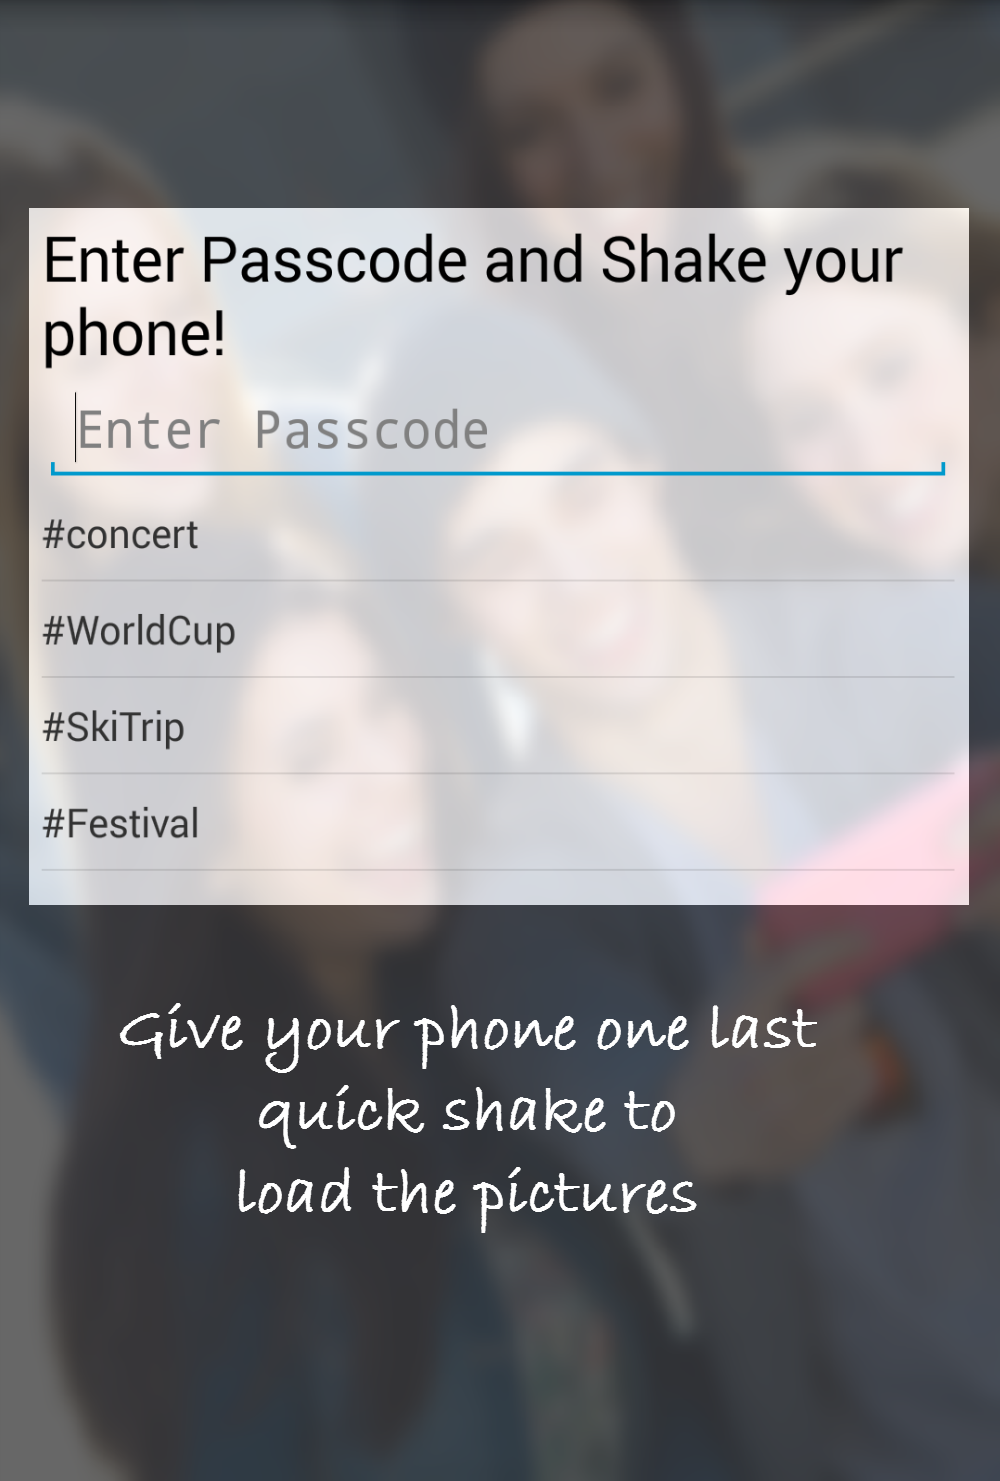 Enter Passcode and Shake your
phone!
Enter Passcode
#concert
#WorldCup
#SkiTrip
#Festival
Give your phone one last
quick shake to
load the pictures